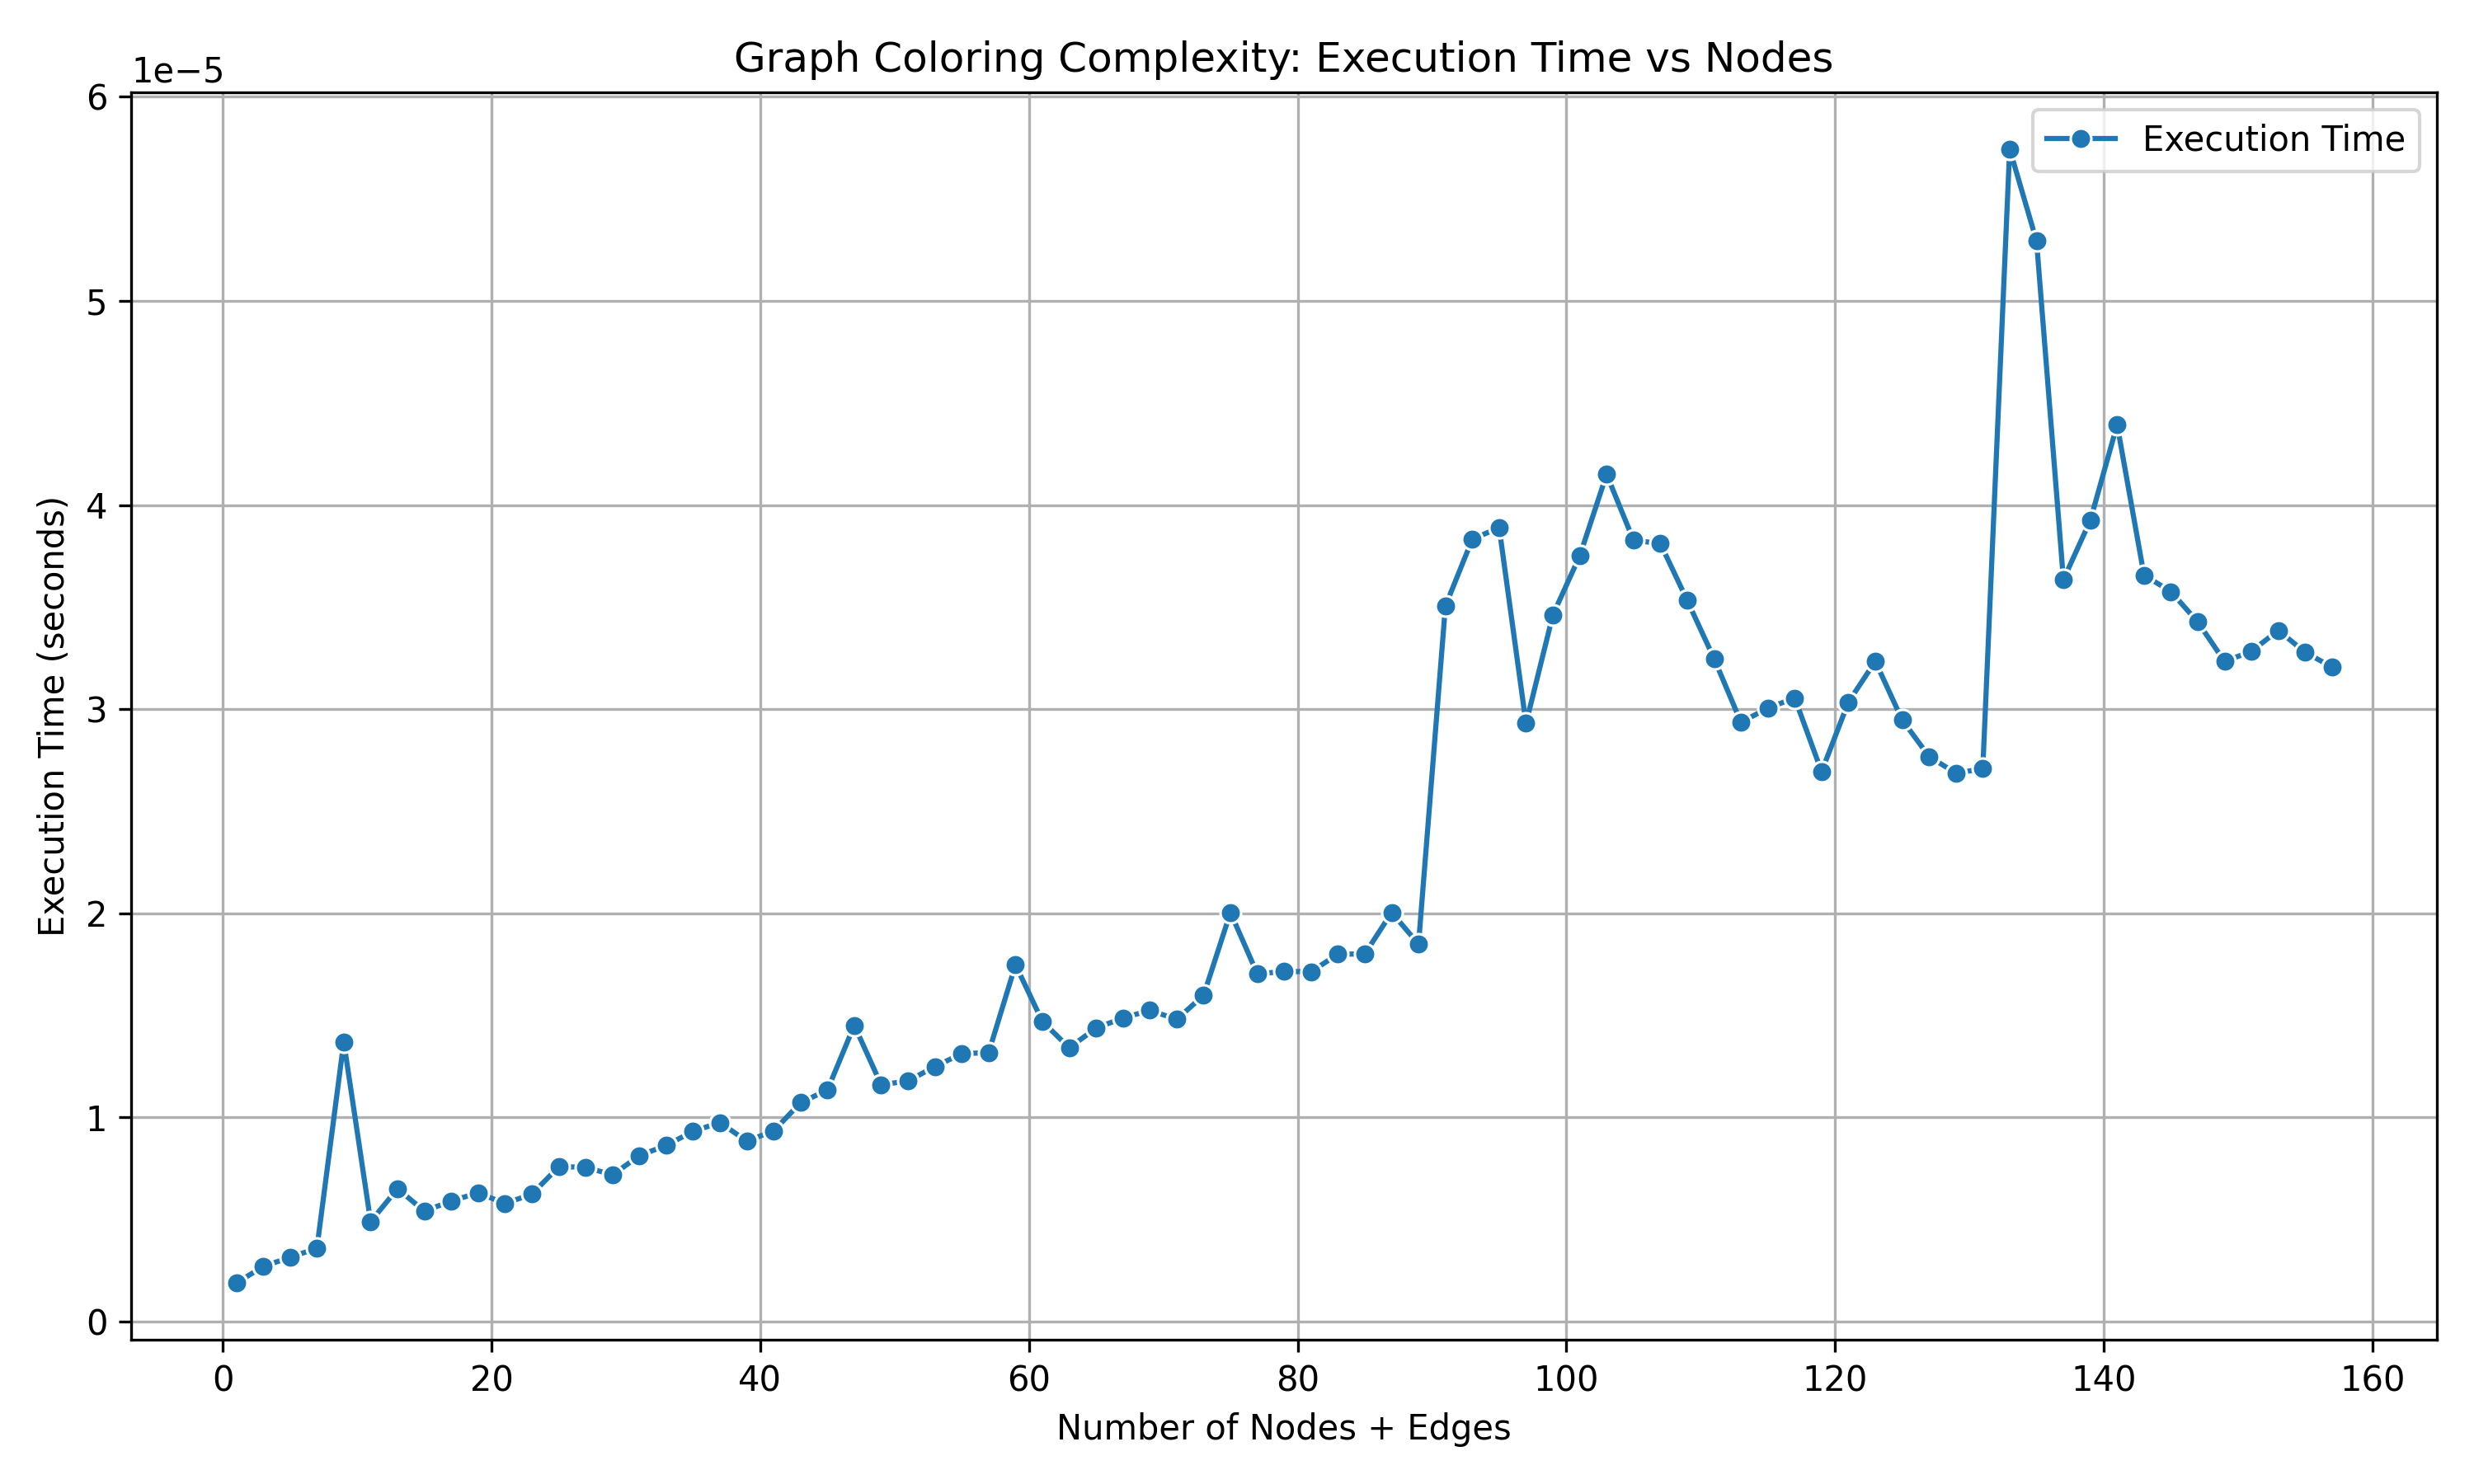 Graph Coloring Complexity: Execution Time vs Nodes
1e−5
Execution Time
6
5
4
3
2
1
0
Execution Time (seconds)
0 20 40 60 80 100 120 140 160
Number of Nodes + Edges